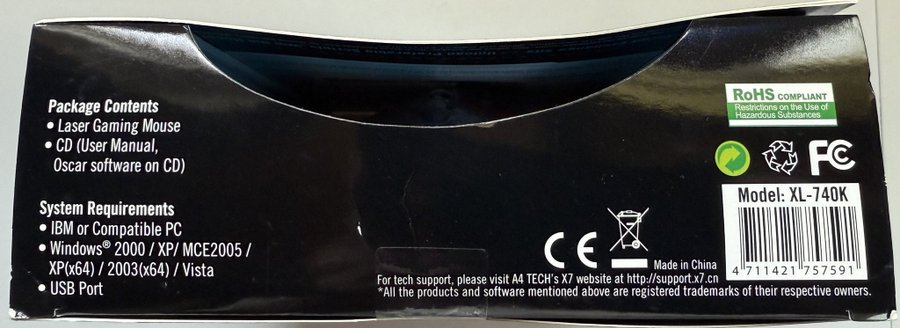 Package Contents
• Laser Gaming Mouse
• CD (User Manual,
Oscar software on CD)
System Requirements
• IBM or Compatible PC
• Windows® 2000 / XP/ MCE2005 /
XP(x64) / 2003(x64) / Vista
• USB Port
RoHS COMPLIANT
Restrictions on the Use of
Hazardous Substances
FC
Model: XL-740K
4 711421 757591
CE
Made in China
For tech support, please visit A4 TECH's X7 website at http://support.x7.cn
*All the products and software mentioned above are registered trademarks of their respective owners.